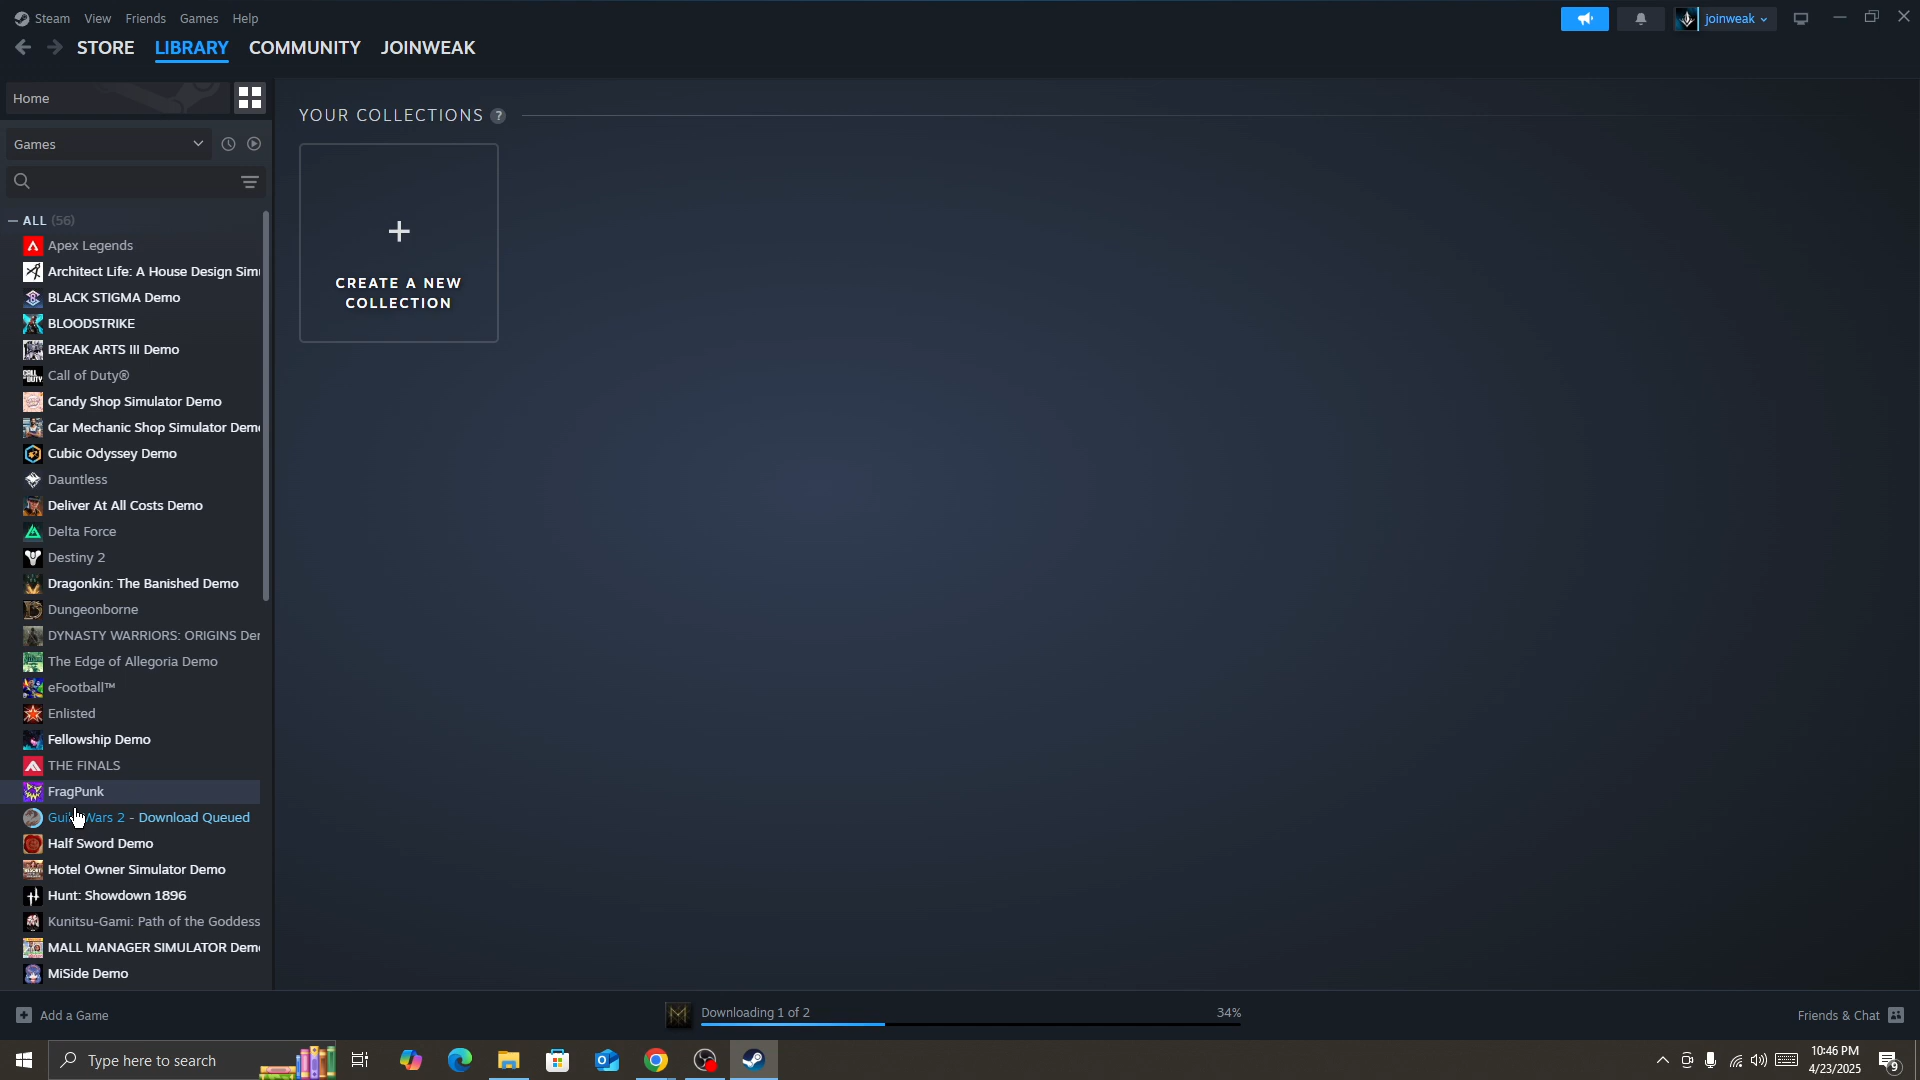 Steam View Friends Games Help
joinweak
STORE LIBRARY COMMUNITY JOINWEAK
Home
Games
YOUR COLLECTIONS ?
CREATE A NEW
COLLECTION
ALL (56)
Apex Legends
Architect Life: A House Design Sim
BLACK STIGMA Demo
BLOODSTRIKE
BREAK ARTS III Demo
Call of Duty®
Candy Shop Simulator Demo
Car Mechanic Shop Simulator Dem
Cubic Odyssey Demo
Dauntless
Deliver At All Costs Demo
Delta Force
Destiny 2
Dragonkin: The Banished Demo
Dungeonborne
DYNASTY WARRIORS: ORIGINS De
The Edge of Allegoria Demo
eFootball™
Enlisted
Fellowship Demo
THE FINALS
FragPunk
Guild Wars 2 - Download Queued
Half Sword Demo
Hotel Owner Simulator Demo
Hunt: Showdown 1896
Kunitsu-Gami: Path of the Goddess
MALL MANAGER SIMULATOR Dem
MiSide Demo
Add a Game
Downloading 1 of 2 34%
Friends & Chat
Type here to search
10:46 PM
4/23/2025
9